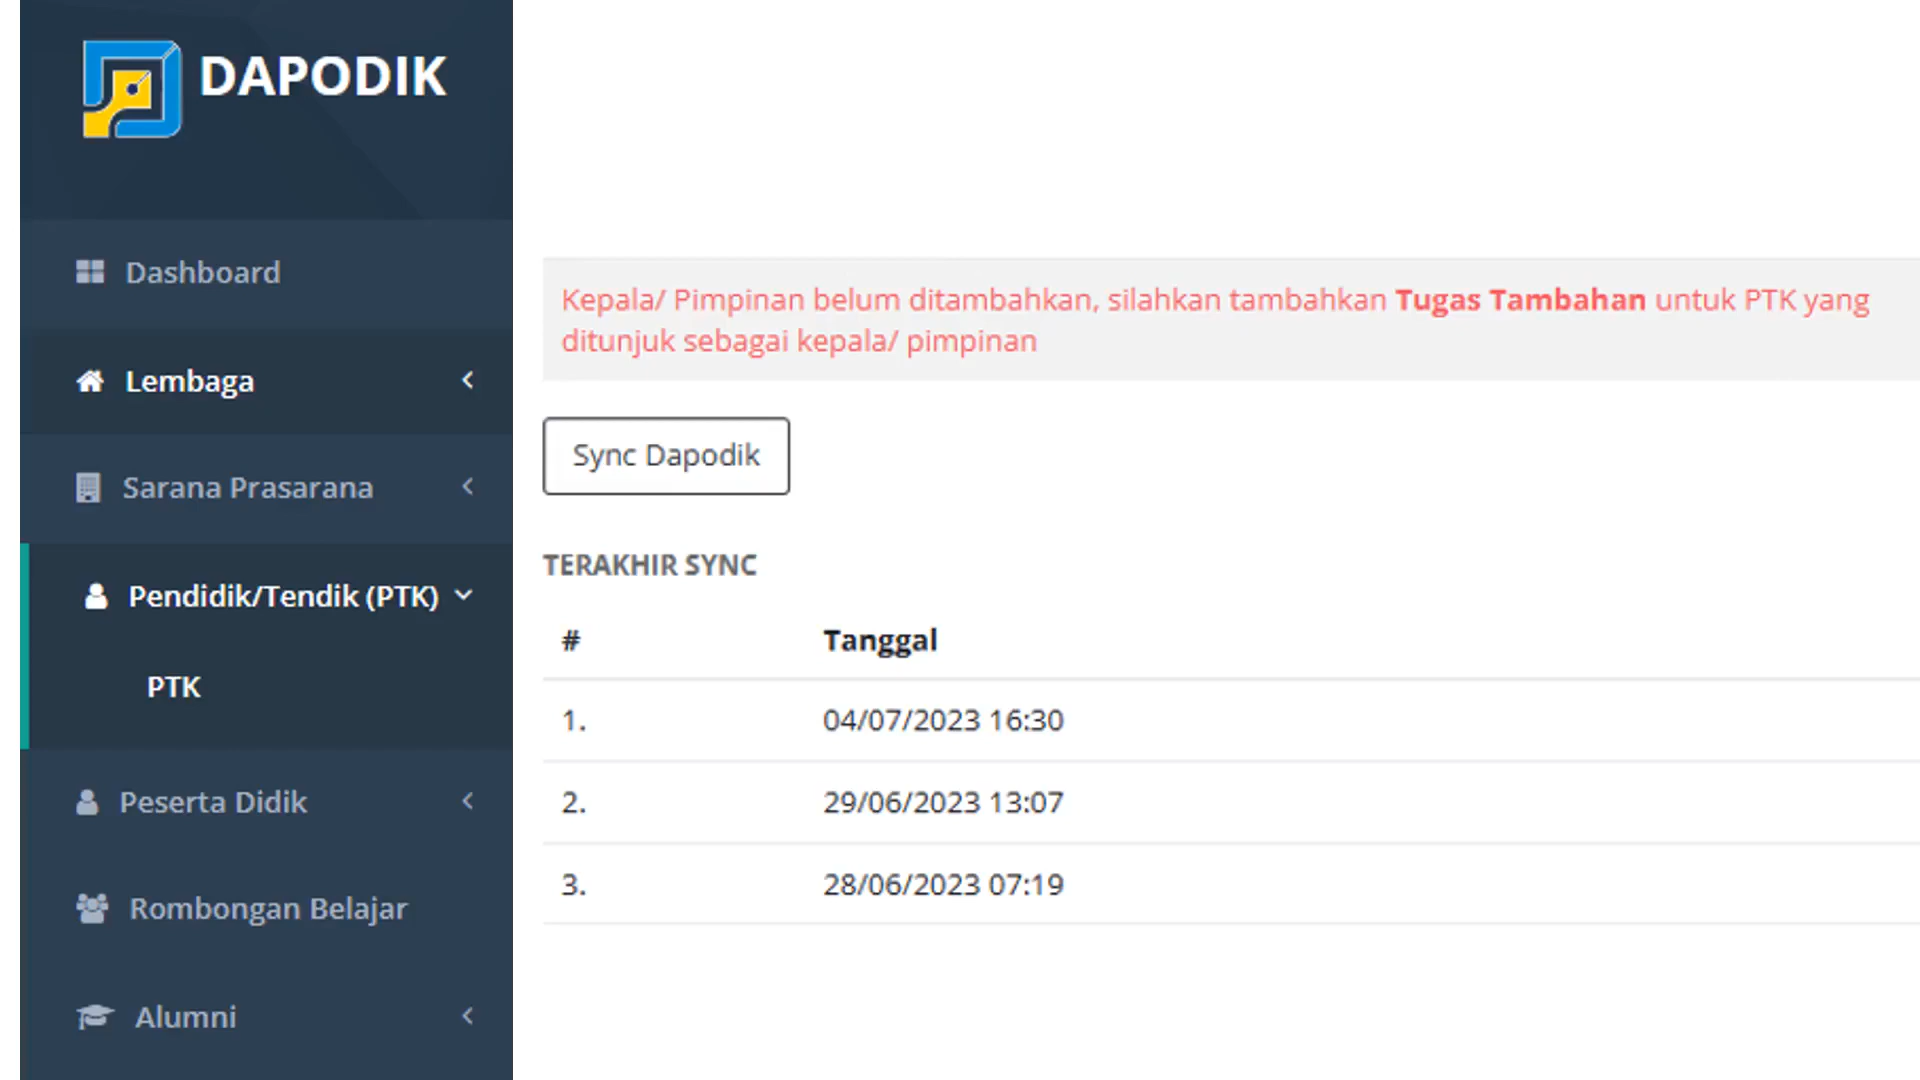 DAPODIK
Dashboard
Lembaga
Sarana Prasarana
Pendidik/Tendik (PTK)
PTK
Peserta Didik
Rombongan Belajar
Alumni
Kepala/ Pimpinan belum ditambahkan, silahkan tambahkan Tugas Tambahan untuk PTK yang
ditunjuk sebagai kepala/ pimpinan
Sync Dapodik
TERAKHIR SYNC
# Tanggal
1. 04/07/2023 16:30
2. 29/06/2023 13:07
3. 28/06/2023 07:19